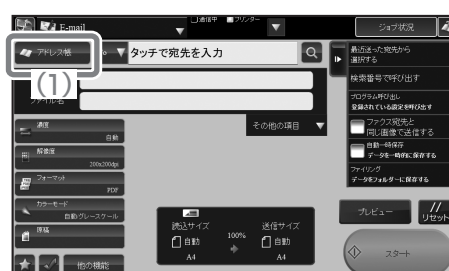 E-mail
通信中
プリンター
ジョブ状況
アドレス帳
タッチで宛先を入力
(1)
ファイル名
その他の項目
濃度
自動
解像度
200x200dpi
フォーマット
PDF
カラーモード
自動/グレースケール
原稿
他の機能
読込サイズ
100%
送信サイズ
自動
自動
A4
A4
最近送った宛先から
選択する
検索番号で呼び出す
プログラム呼び出し
登録されている設定を呼び出す
ファクス宛先と
同じ画像で送信する
自動一時保存
データを一時的に保存する
ファイリング
データをフォルダーに保存する
プレビュー
リセット
スタート